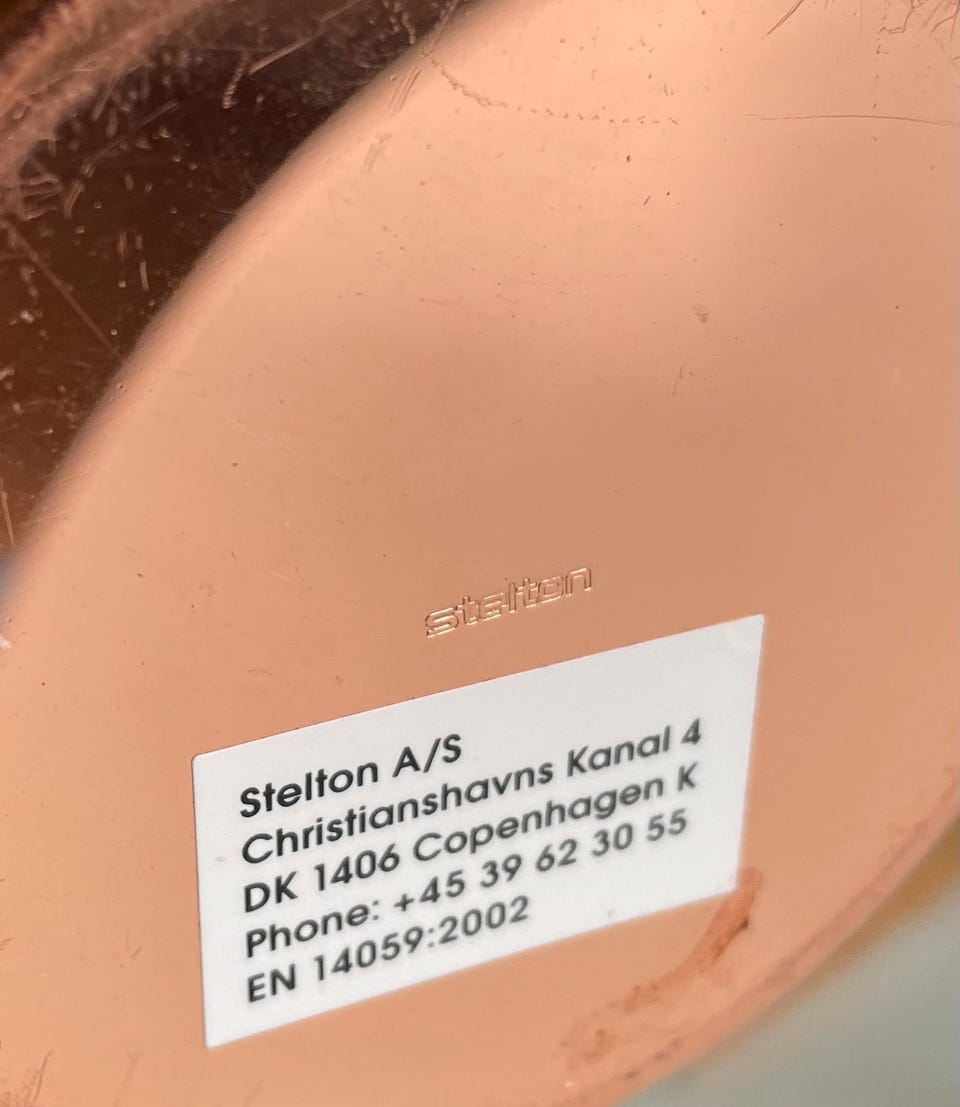 stelton
Stelton A/S
Christianshavns Kanal 4
DK 1406 Copenhagen K
Phone: +45 39 62 30 55
EN 14059:2002